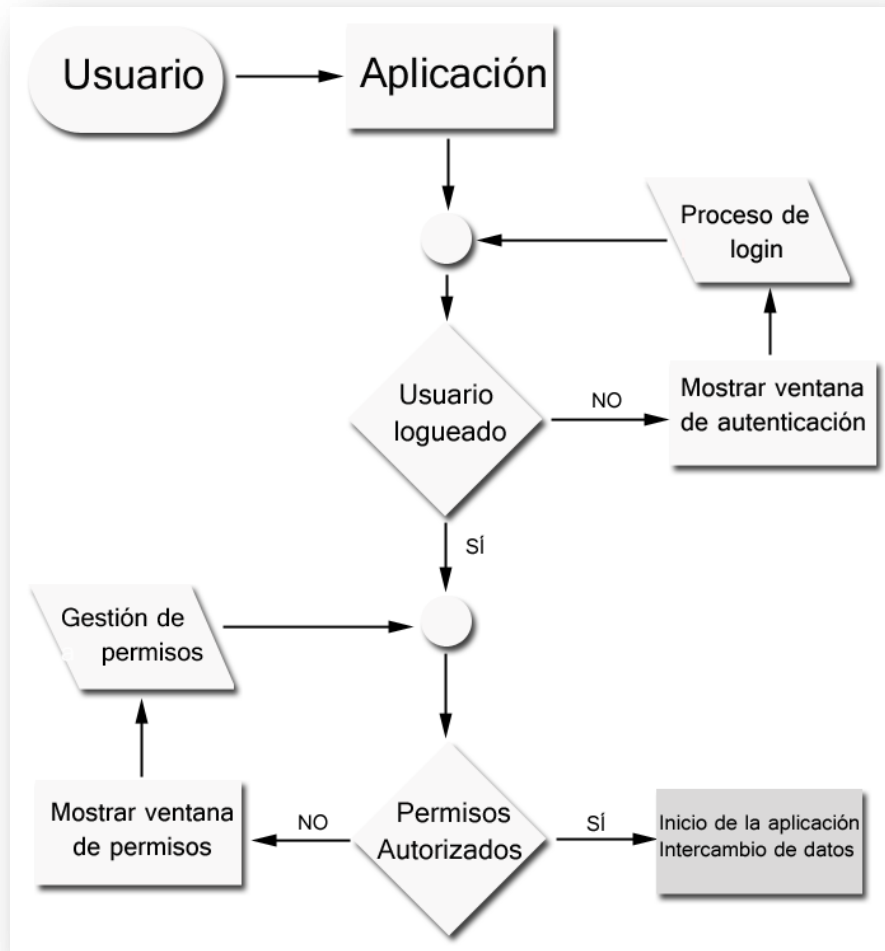 Usuario
Aplicación
Proceso de
login
Usuario
logueado
NO
Mostrar ventana
de autenticación
SÍ
Gestión de
permisos
Mostrar ventana
de permisos
NO
Permisos
Autorizados
SÍ
Inicio de la aplicación
Intercambio de datos